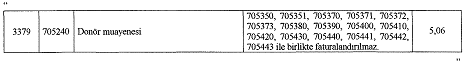 “
705350, 705351, 705370, 705371, 705372,
705373, 705380, 705390, 705400, 705410,
3379 705240 Donör muayenesi 705420, 705430, 705440, 705441, 705442, 5,06
705443 ile birlikte faturalandırılmaz.
”